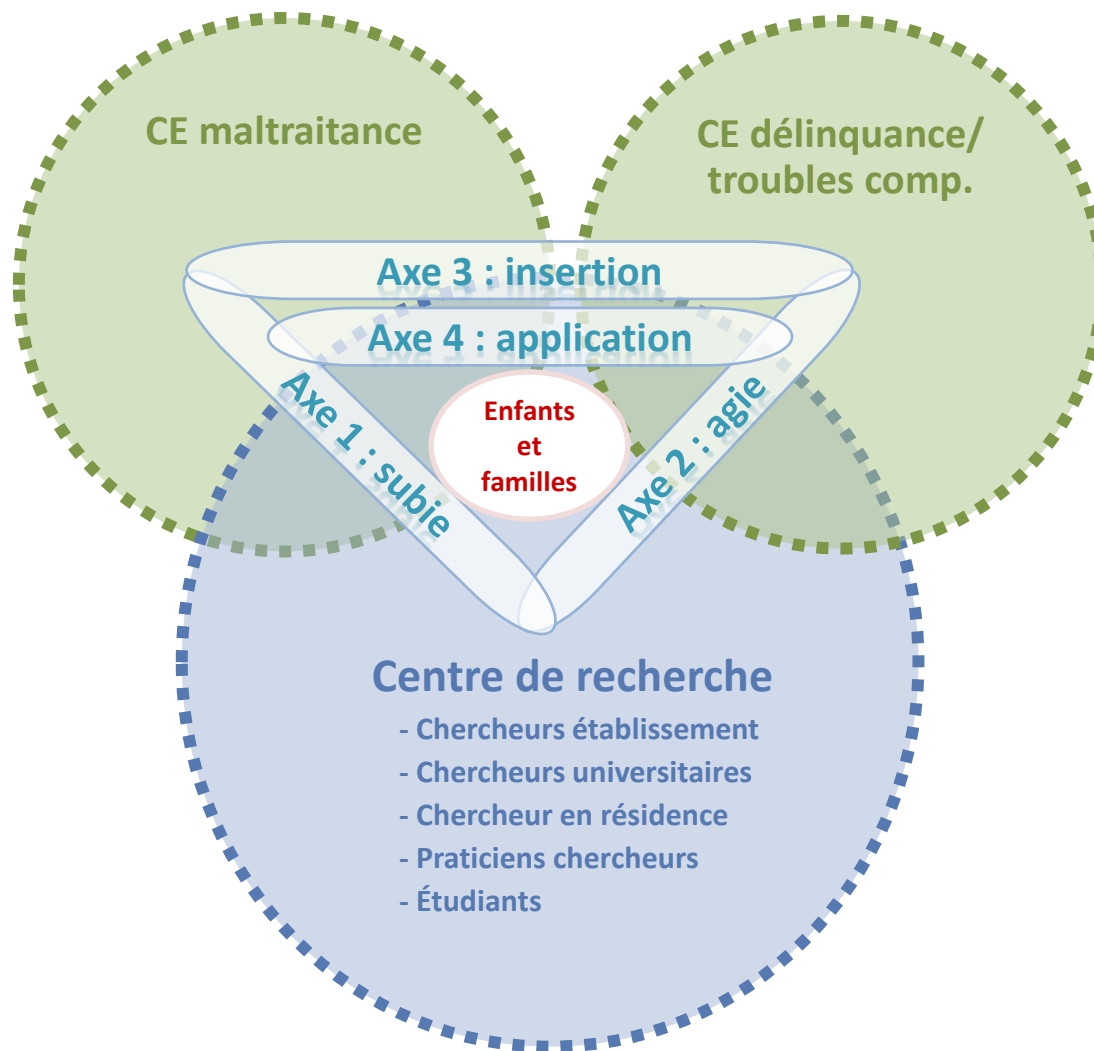 CE maltraitance
CE délinquance/
troubles comp.
Axe 3 : insertion
Axe 4 : application
Axe 1 : subie
Enfants
et
familles
Axe 2 : agie
Centre de recherche
- Chercheurs établissement
- Chercheurs universitaires
- Chercheur en résidence
- Praticiens chercheurs
- Étudiants